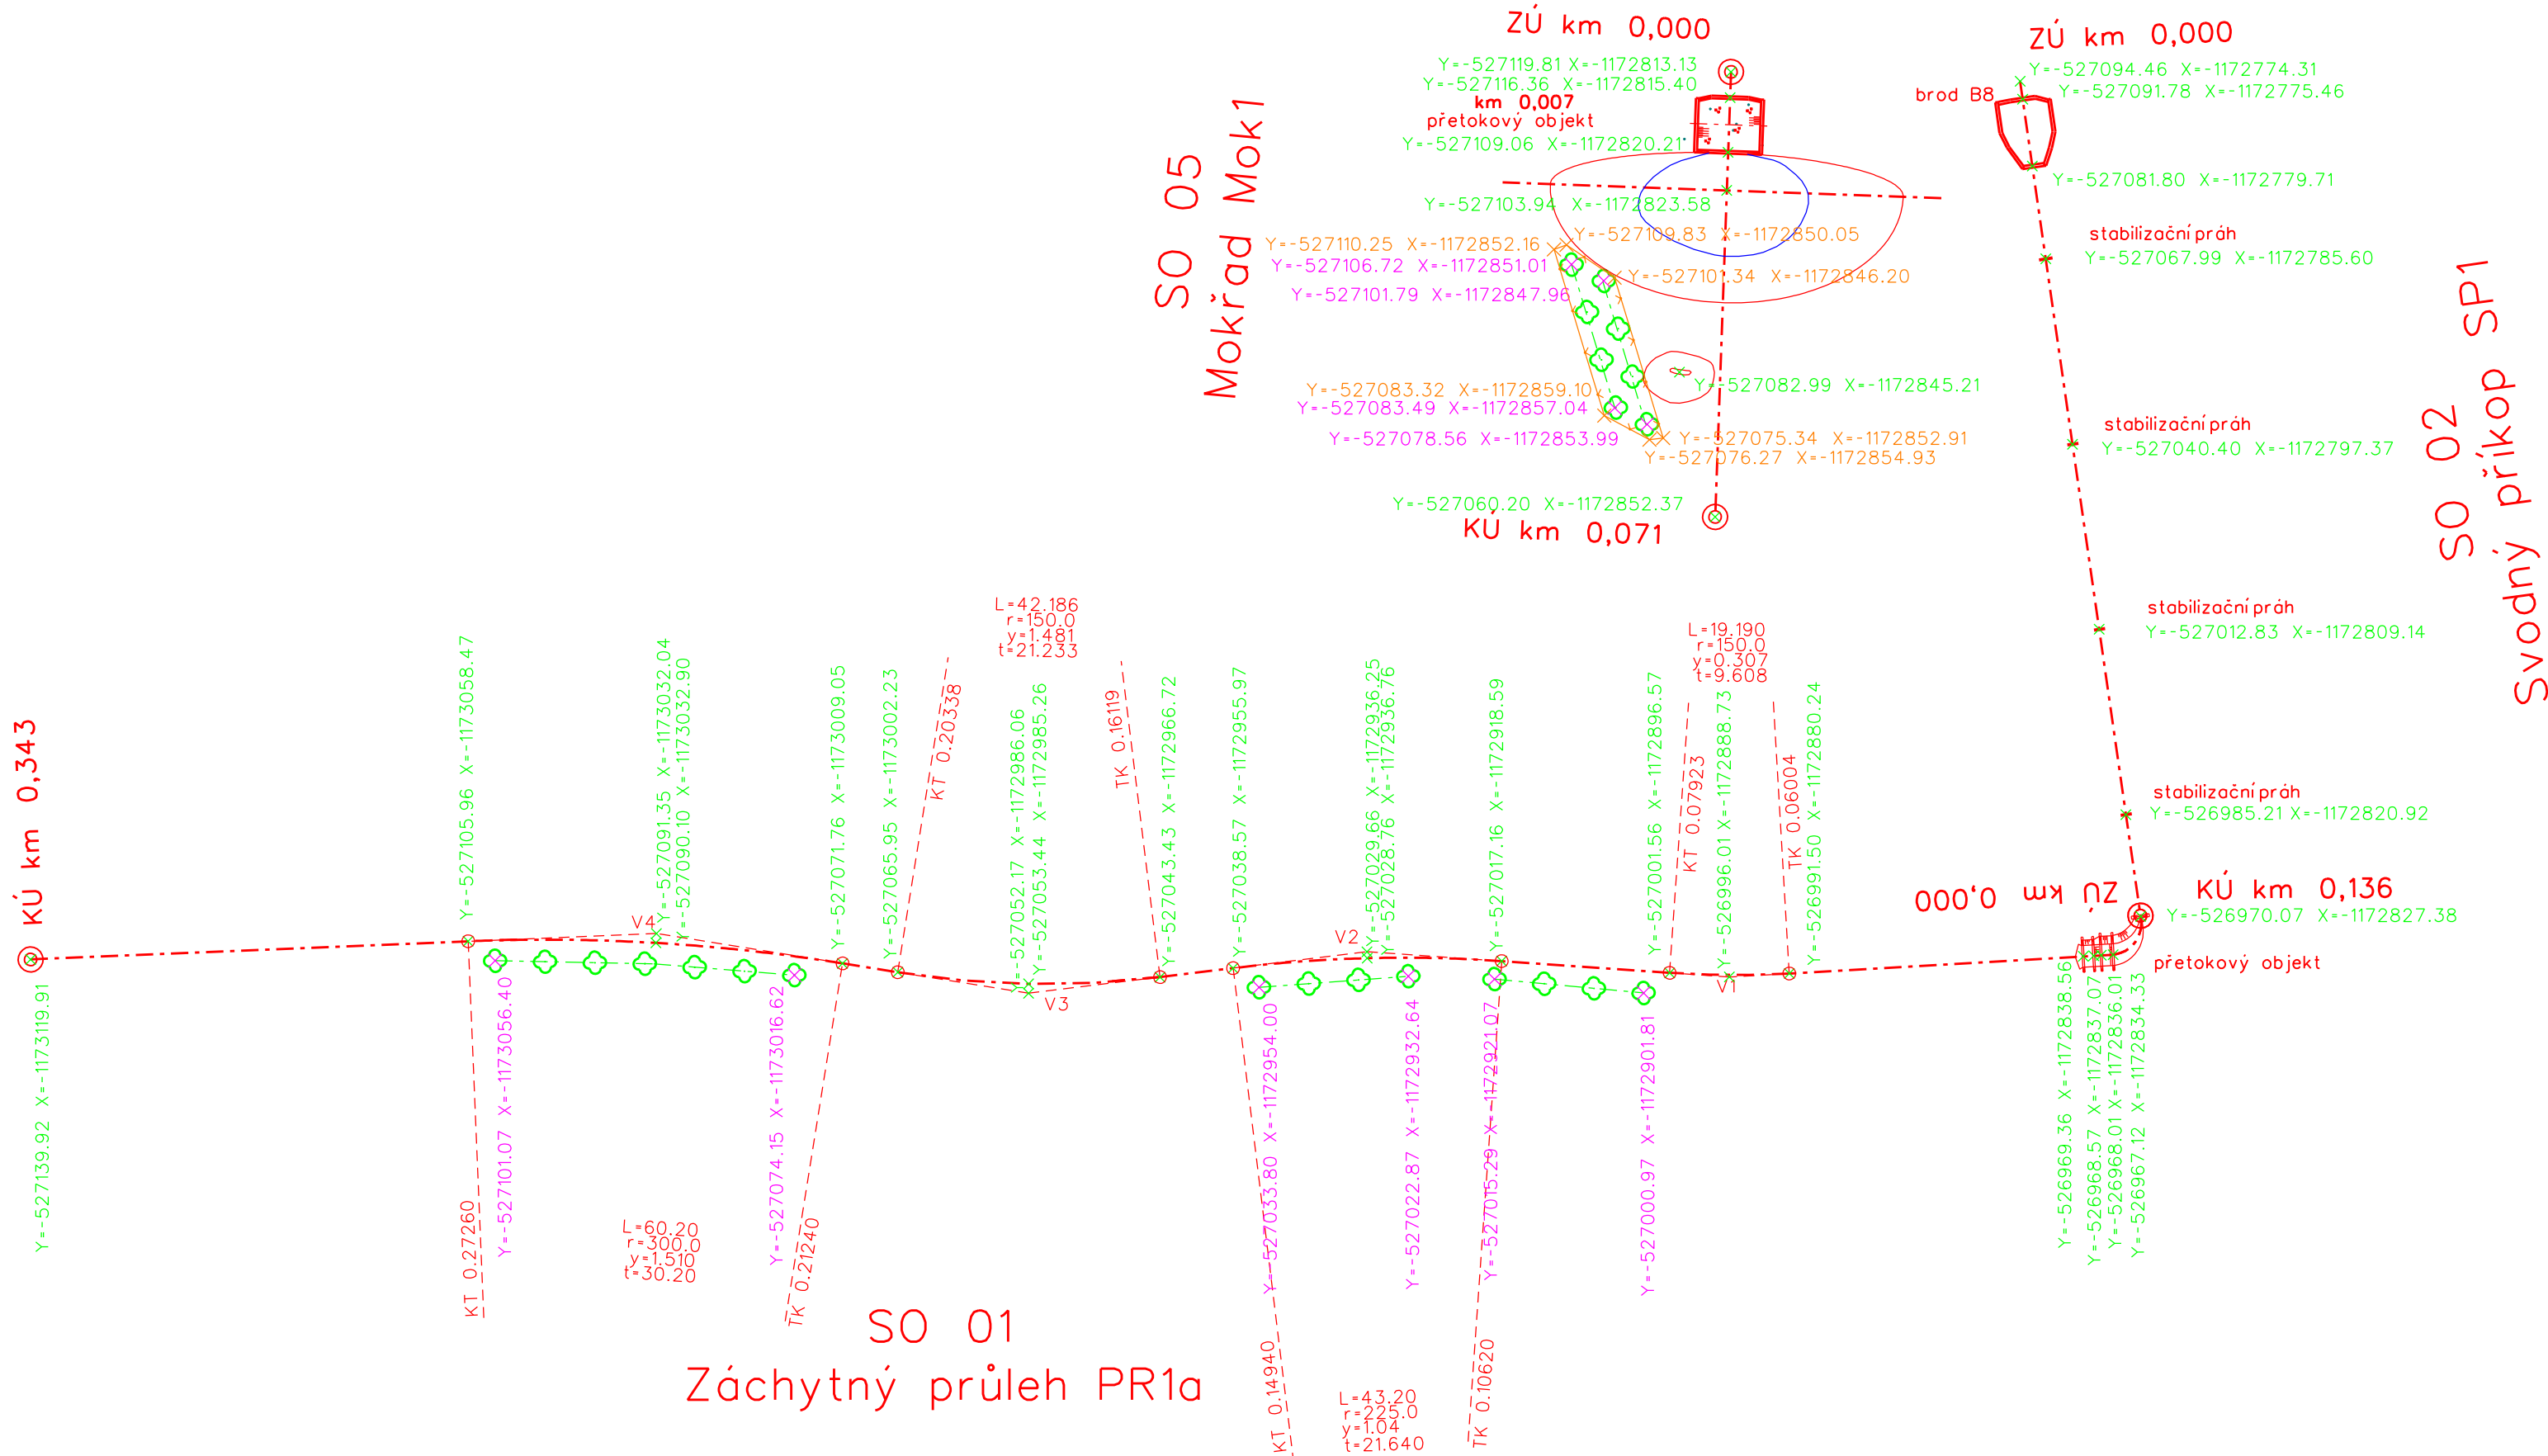 ZÚ km 0,000
Y=-527119.81 X=-1172813.13
Y=-527116.36 X=-1172815.40
km 0,007
přetokový objekt
Y=-527109.06 X=-1172820.21
Y=-527103.94 X=-1172823.58
Y=-527109.83 X=-1172850.05
Y=-527110.25 X=-1172852.16
Y=-527106.72 X=-1172851.01
Y=-527101.34 X=-1172846.20
Y=-527101.79 X=-1172847.96
Y=-527082.99 X=-1172845.21
Y=-527083.32 X=-1172859.10
Y=-527083.49 X=-1172857.04
Y=-527078.56 X=-1172853.99
Y=-527075.34 X=-1172852.91
Y=-527076.27 X=-1172854.93
Y=-527060.20 X=-1172852.37
KÚ km 0,071
SO 05
Mokřad Mok1
ZÚ km 0,000
Y=-527094.46 X=-1172774.31
brod B8
Y=-527091.78 X=-1172775.46
Y=-527081.80 X=-1172779.71
stabilizační práh
Y=-527067.99 X=-1172785.60
stabilizační práh
Y=-527040.40 X=-1172797.37
stabilizační práh
Y=-527012.83 X=-1172809.14
stabilizační práh
Y=-526985.21 X=-1172820.92
KÚ km 0,136
Y=-526970.07 X=-1172827.38
SO 02
Svodný příkop SP1
KÚ km 0,343
Y=-527139.92 X=-1173119.91
Y=-527105.96 X=-1173058.47
V4
Y=-527091.35 X=-1173032.04
Y=-527090.10 X=-1173032.90
Y=-527071.76 X=-1173009.05
Y=-527065.95 X=-1173002.23
KT 0.20338
L=42.186
r=150.0
y=1.481
t=21.233
Y=-527052.17 X=-1172986.06
Y=-527053.44 X=-1172985.26
V3
TK 0.16119
Y=-527043.43 X=-1172966.72
Y=-527038.57 X=-1172955.97
V2
Y=-527029.66 X=-1172936.25
Y=-527028.76 X=-1172936.76
Y=-527017.16 X=-1172918.59
Y=-527001.56 X=-1172896.57
L=19.190
r=150.0
y=0.307
t=9.608
KT 0.07923
Y=-526996.01 X=-1172888.73
V1
TK 0.06004
Y=-526991.50 X=-1172880.24
ZÚ km 0,000
přetokový objekt
Y=-526969.36 X=-1172838.56
Y=-526968.57 X=-1172837.07
Y=-526968.01 X=-1172836.01
Y=-526967.12 X=-1172834.33
KT 0.27260
Y=-527101.07 X=-1173056.40
L=60.20
r=300.0
y=1.510
t=30.20
Y=-527074.15 X=-1173016.62
TK 0.21240
Y=-527033.80 X=-1172954.00
KT 0.14940
Y=-527022.87 X=-1172932.64
L=43.20
r=225.0
y=1.04
t=21.640
Y=-527015.29 X=-1172921.07
TK 0.10620
Y=-527000.97 X=-1172901.81
SO 01
Záchytný průleh PR1a